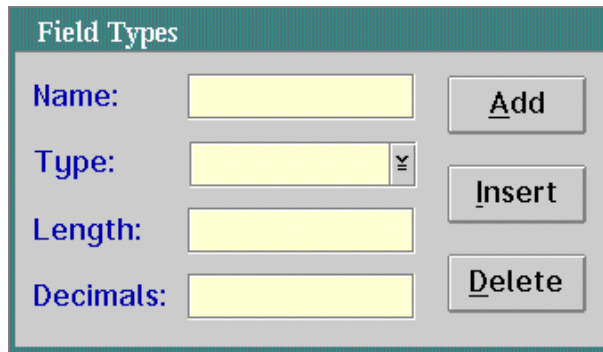 Field Types
Name:
Add
Type:
Insert
Length:
Decimals:
Delete